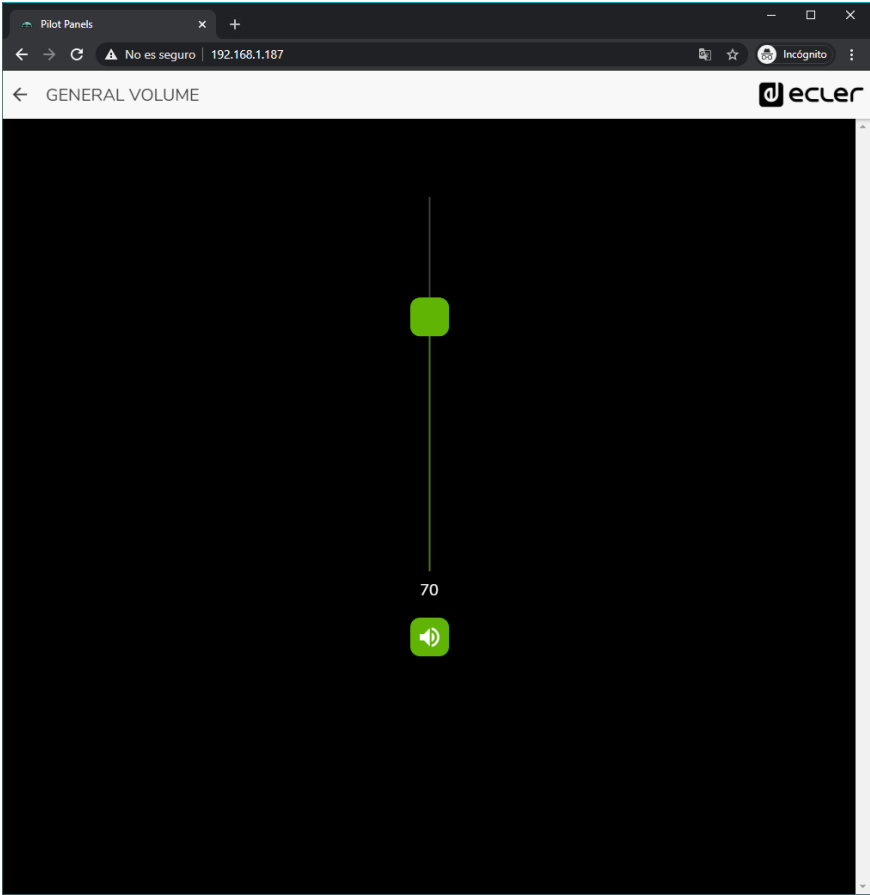 Pilot Panels
No es seguro 192.168.1.187 Incógnito
GENERAL VOLUME ecler
70